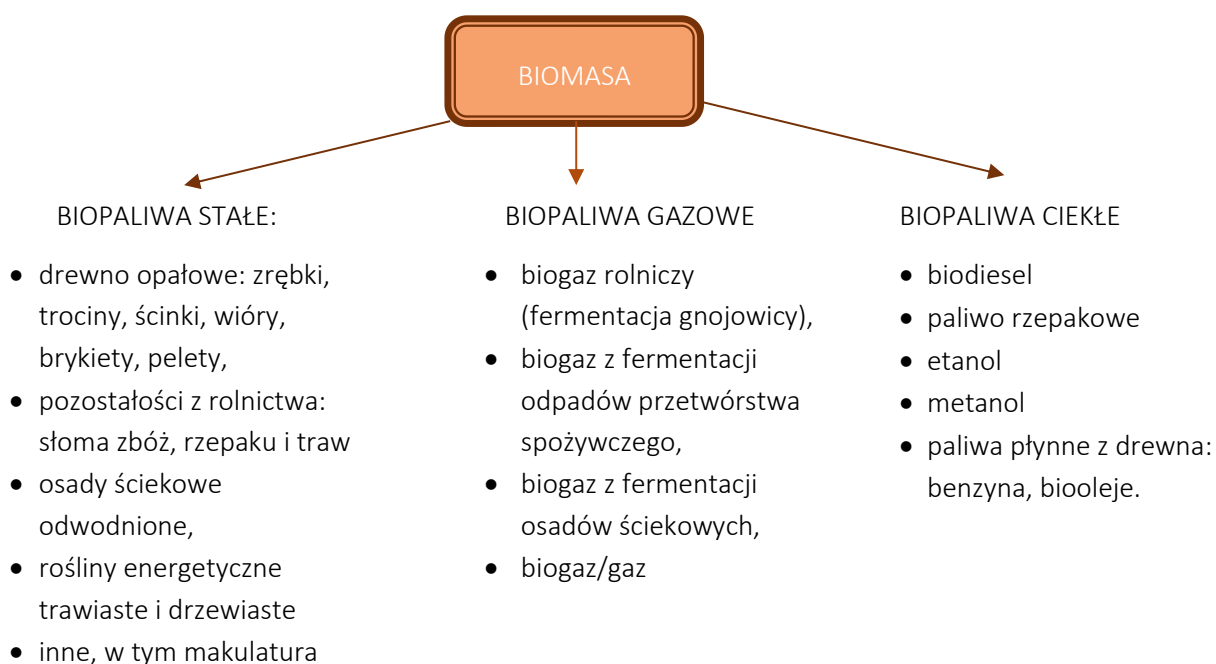 BIOMASA
BIOPALIWA STAŁE:
• drewno opałowe: zrębki,
trociny, ścinki, wióry,
brykiety, pelety,
• pozostałości z rolnictwa:
słoma zbóż, rzepaku i traw
• osady ściekowe
odwodnione,
• rośliny energetyczne
trawiaste i drzewiaste
• inne, w tym makulatura
BIOPALIWA GAZOWE
• biogaz rolniczy
(fermentacja gnojowicy),
• biogaz z fermentacji
odpadów przetwórstwa
spożywczego,
• biogaz z fermentacji
osadów ściekowych,
• biogaz/gaz
BIOPALIWA CIEKŁE
• biodiesel
• paliwo rzepakowe
• etanol
• metanol
• paliwa płynne z drewna:
benzyna, biooleje.